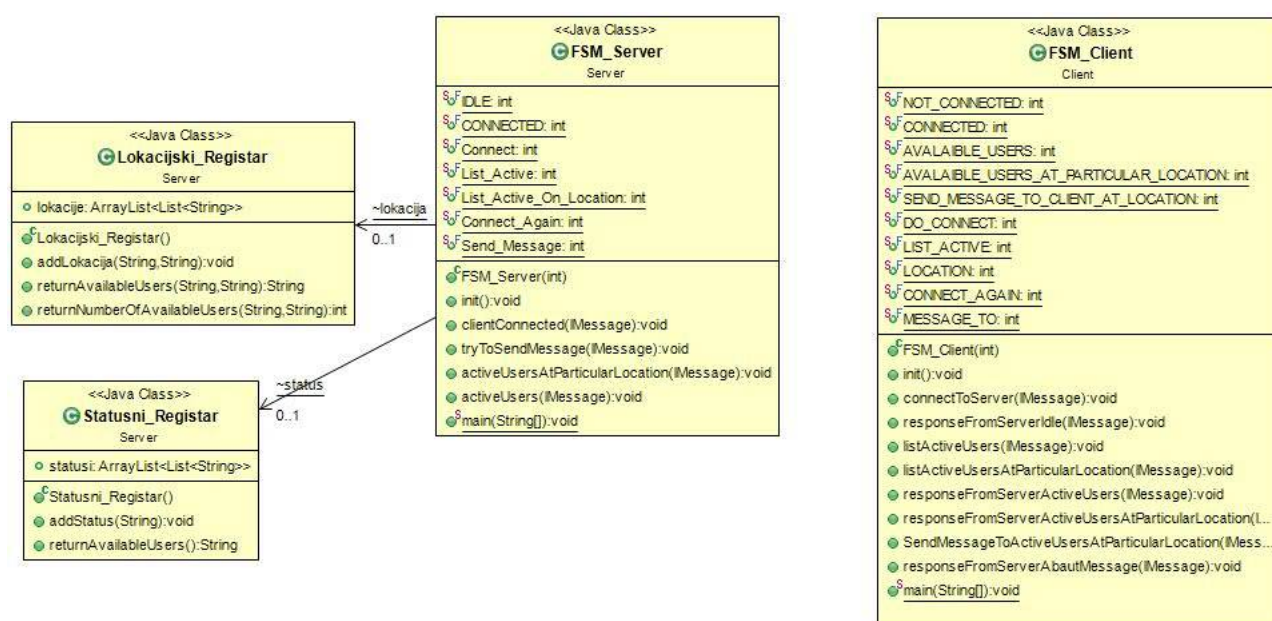 <<Java Class>>
Lokacijski_Registar
Server
lokacije: ArrayList<List<String>>
Lokacijski_Registar()
addLokacija(String,String):void
returnAvailableUsers(String,String):String
returnNumberOfAvailableUsers(String,String):int
~lokacija
0..1
<<Java Class>>
Statusni_Registar
Server
statusi: ArrayList<List<String>>
Statusni_Registar()
addStatus(String):void
returnAvailableUsers():String
~status
0..1
<<Java Class>>
FSM_Server
Server
IDLE: int
CONNECTED: int
Connect: int
List_Active: int
List_Active_On_Location: int
Connect_Again: int
Send_Message: int
FSM_Server(int)
init():void
clientConnected(IMessage):void
tryToSendMessage(IMessage):void
activeUsersAtParticularLocation(IMessage):void
activeUsers(IMessage):void
main(String[]):void
<<Java Class>>
FSM_Client
Client
NOT_CONNECTED: int
CONNECTED: int
AVALAIBLE_USERS: int
AVALAIBLE_USERS_AT_PARTICULAR_LOCATION: int
SEND_MESSAGE_TO_CLIENT_AT_LOCATION: int
DO_CONNECT: int
LIST_ACTIVE: int
LOCATION: int
CONNECT_AGAIN: int
MESSAGE_TO: int
FSM_Client(int)
init():void
connectToServer(IMessage):void
responseFromServerIdle(IMessage):void
listActiveUsers(IMessage):void
listActiveUsersAtParticularLocation(IMessage):void
responseFromServerActiveUsers(IMessage):void
responseFromServerActiveUsersAtParticularLocation(I...
SendMessageToActiveUsersAtParticularLocation(IMess...
responseFromServerAbautMessage(IMessage):void
main(String[]):void